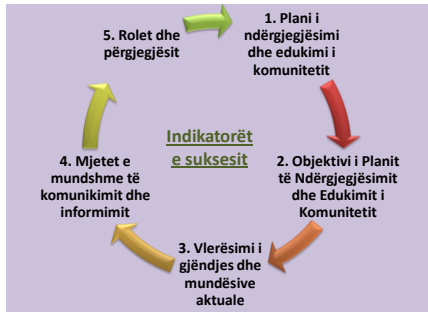 1. Plani i
ndërgjegjësimi
dhe edukimi i
komunitetit
2. Objektivi i Planit
të Ndërgjegjësimit
dhe Edukimit i
Komunitetit
3. Vlerësimi i
gjëndjes dhe
mundësive
aktuale
4. Mjetet e
mundshme të
komunikimit dhe
informimit
5. Rolet dhe
përgjegjësit
Indikatorët
e suksesit